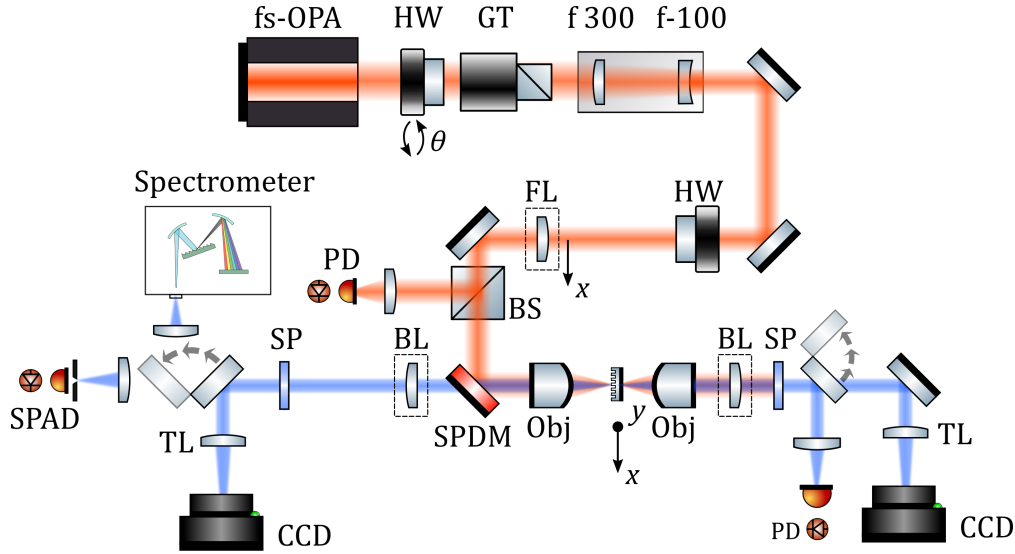 fs-OPA
HW
GT
f 300
f-100
θ
Spectrometer
FL
HW
x
PD
BS
SP
BL
BL
SP
SPAD
SPDM
Obj
y
Obj
TL
x
TL
CCD
PD
CCD